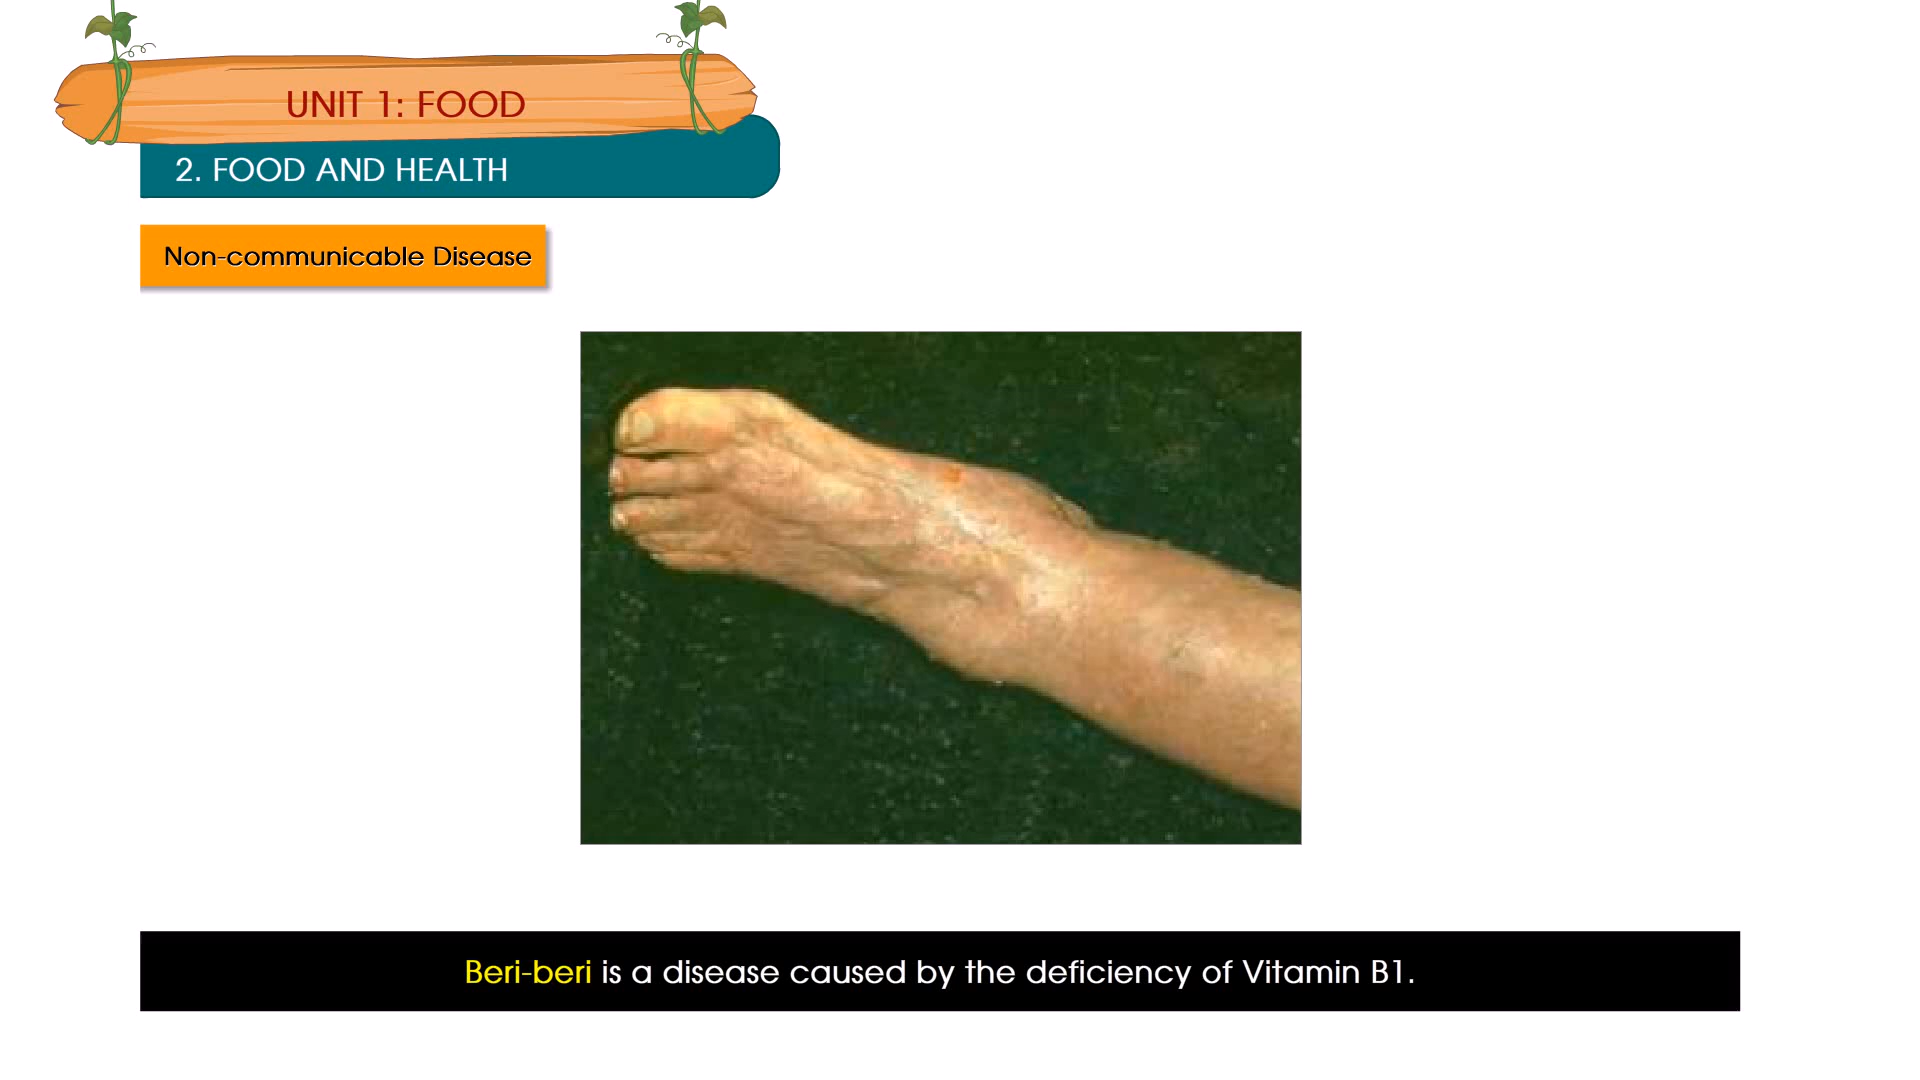 UNIT 1: FOOD
2. FOOD AND HEALTH
Non-communicable Disease
Beri-beri is a disease caused by the deficiency of Vitamin B1.